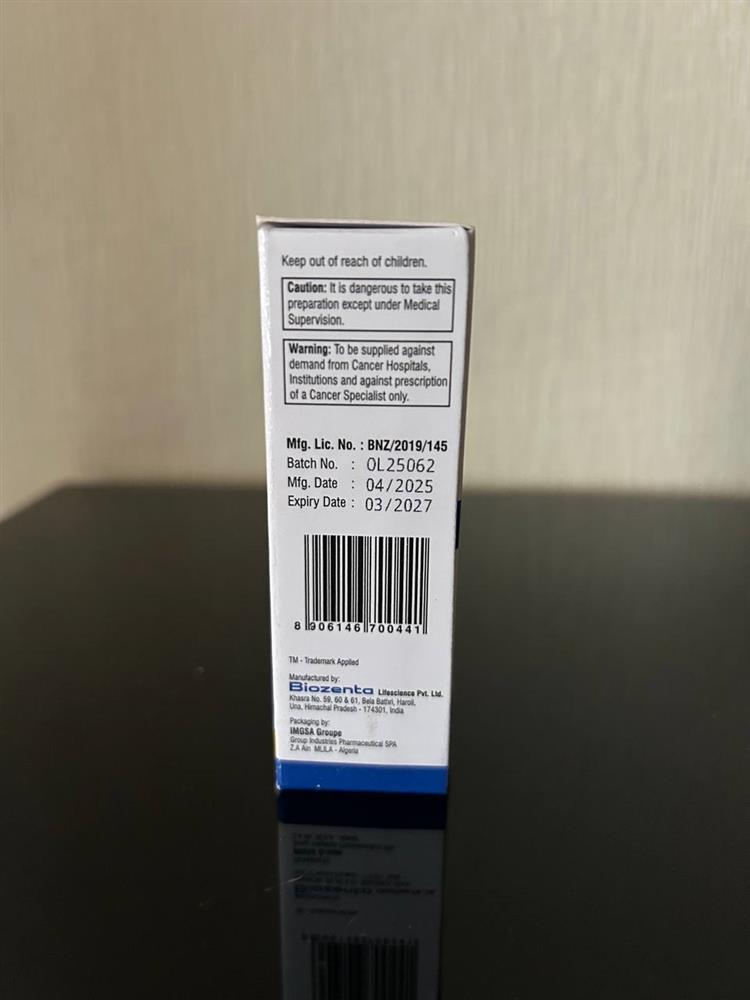 Keep out of reach of children.
Caution: It is dangerous to take this
preparation except under Medical
Supervision.
Warning: To be supplied against
demand from Cancer Hospitals,
Institutions and against prescription
of a Cancer Specialist only.
Mfg. Lic. No. : BNZ/2019/145
Batch No. : OL25062
Mfg. Date : 04/2025
Expiry Date : 03/2027
8 906146 700441
TM - Trademark Applied
Manufactured by:
Biozenta Lifescience Pvt. Ltd.
Khasra No. 59, 60 & 61, Bela Bathri, Haroli,
Una, Himachal Pradesh - 174301, India
Packaging by:
IMGSA Groupe
Group Industries Pharmaceutical SPA
Z.A Ain MLILA - Algeria